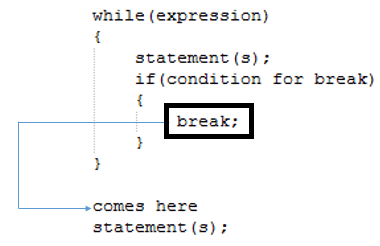 while(expression)
{
statement(s);
if(condition for break)
{
break;
}
}
comes here
statement(s);